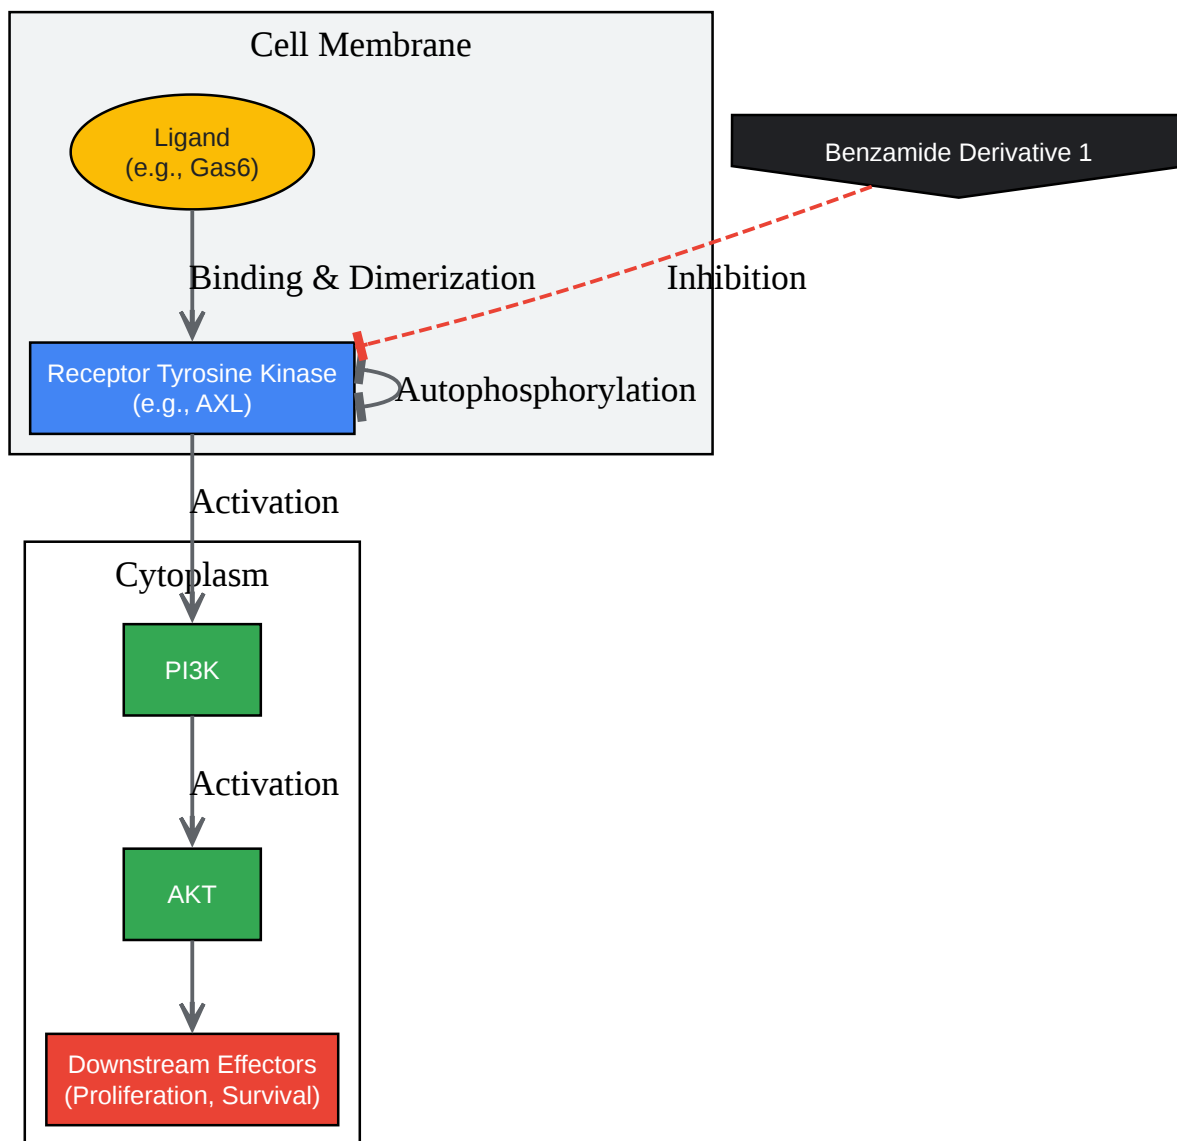 Cell Membrane
Ligand
(e.g., Gas6)
Benzamide Derivative 1
Binding & Dimerization
Inhibition
Receptor Tyrosine Kinase
(e.g., AXL)
Autophosphorylation
Activation
Cytoplasm
PI3K
Activation
AKT
Downstream Effectors
(Proliferation, Survival)